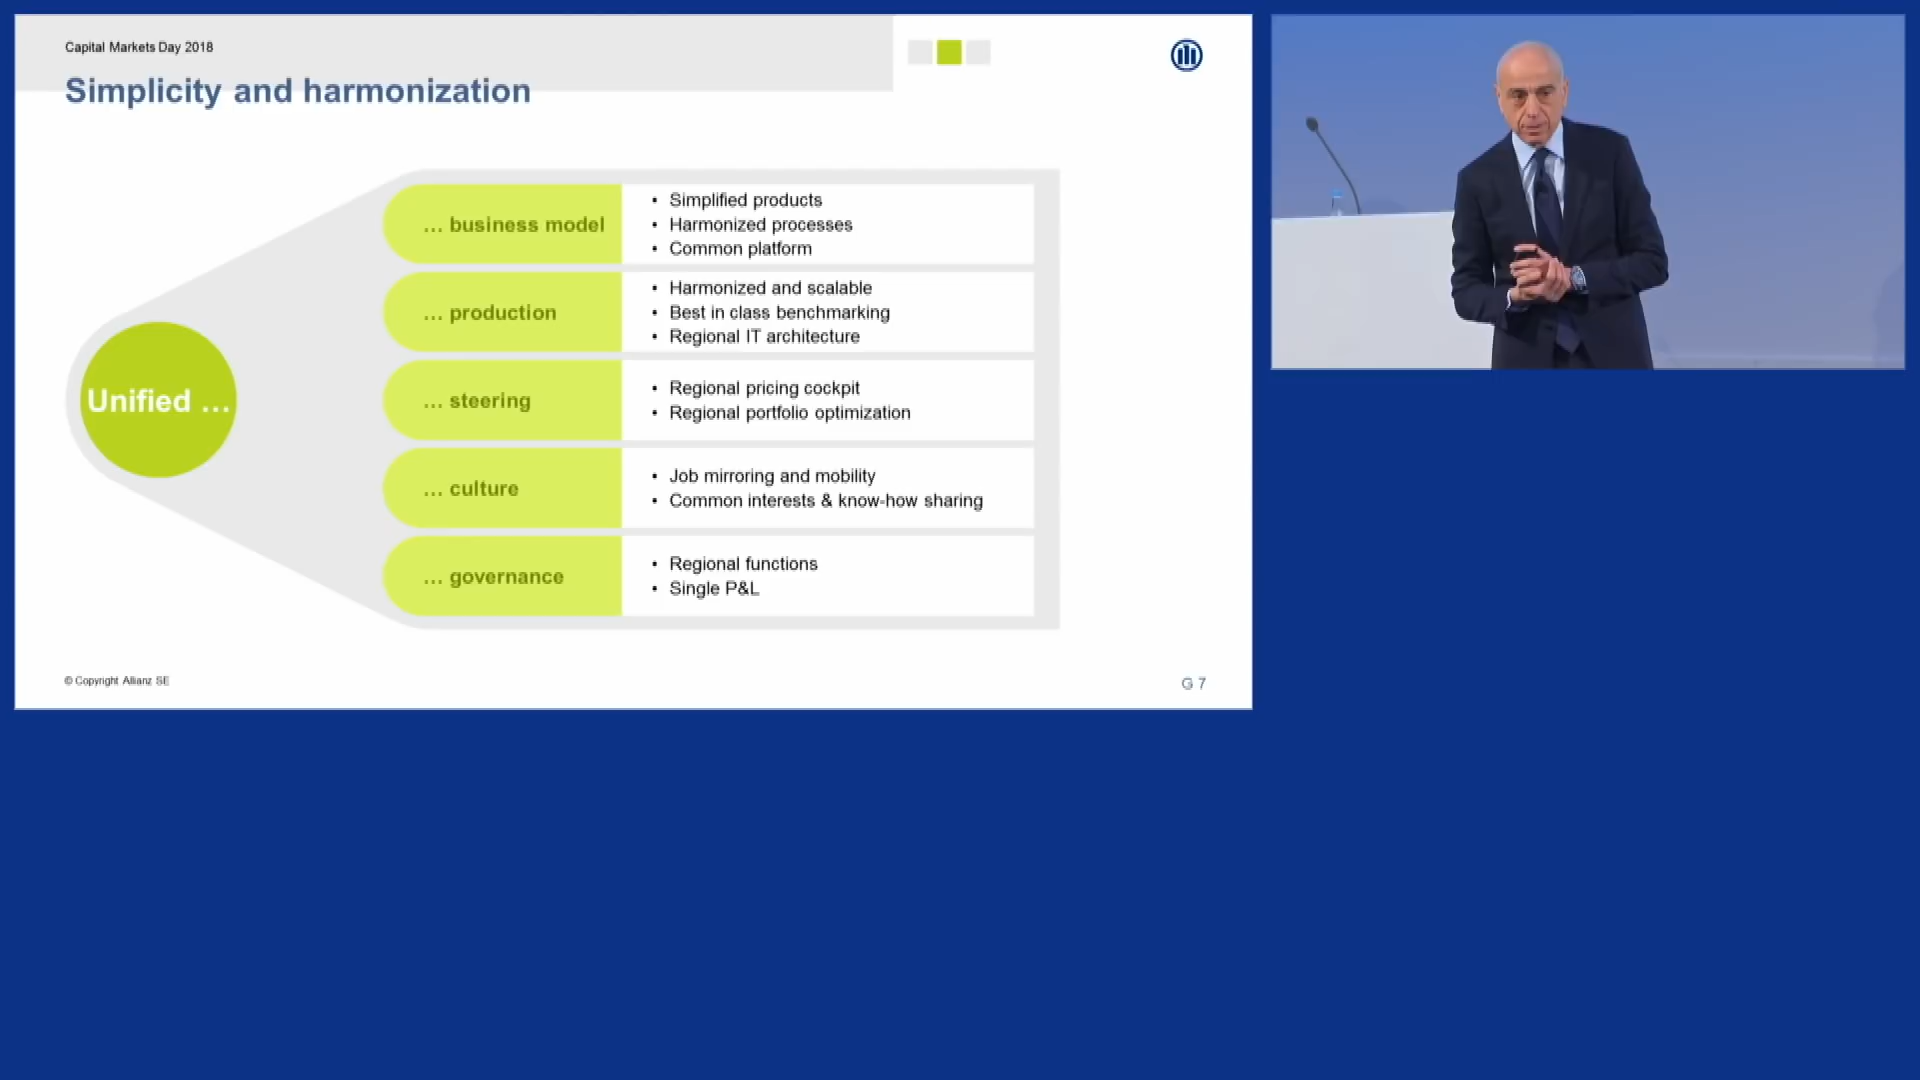 Capital Markets Day 2018
Simplicity and harmonization
Unified ...
... business model
• Simplified products
• Harmonized processes
• Common platform
... production
• Harmonized and scalable
• Best in class benchmarking
• Regional IT architecture
... steering
• Regional pricing cockpit
• Regional portfolio optimization
... culture
• Job mirroring and mobility
• Common interests & know-how sharing
... governance
• Regional functions
• Single P&L
© Copyright Allianz SE
G 7